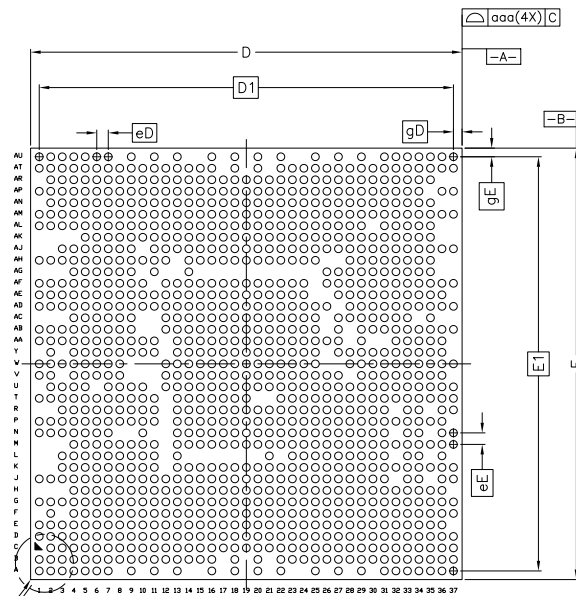 aaa(4X) C
D
-A-
D1
eD
gD
-B-
AU
AT
AR
AP
AN
AM
AL
AK
AJ
AH
AG
AF
AE
AD
AC
AB
AA
Y
W
V
U
T
R
P
N
M
L
K
J
H
G
F
E
D
C
B
A
gE
E1
E
eE
1 2 3 4 5 6 7 8 9 10 11 12 13 14 15 16 17 18 19 20 21 22 23 24 25 26 27 28 29 30 31 32 33 34 35 36 37